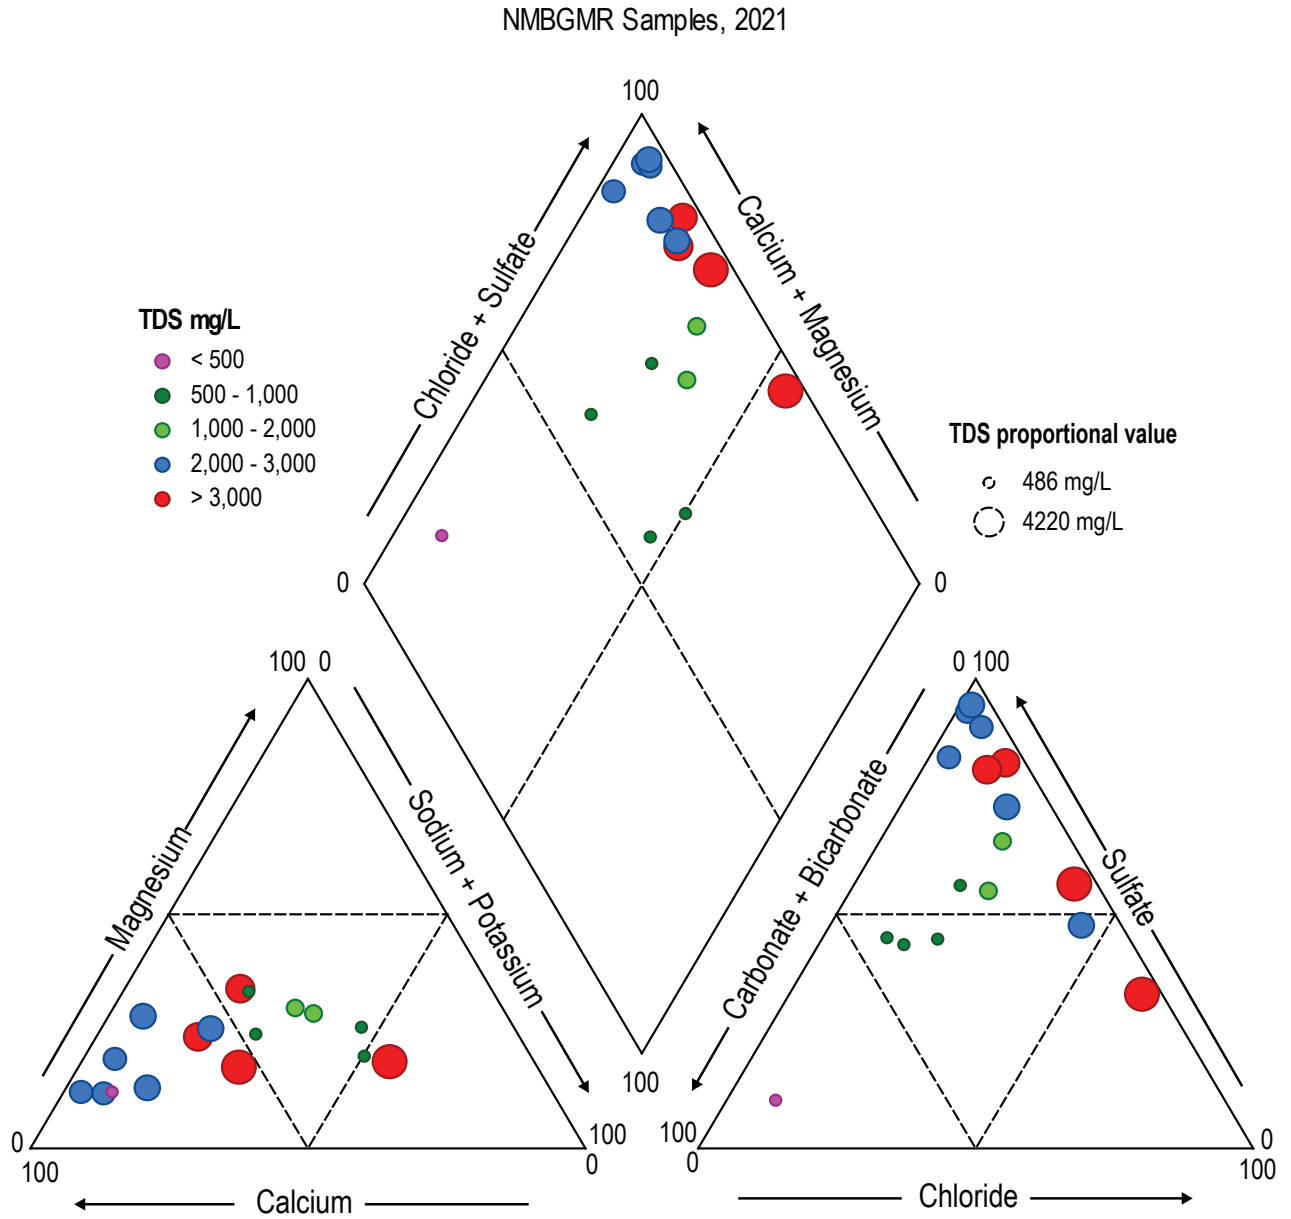 NMBGMR Samples, 2021
100
Chloride + Sulfate
Calcium + Magnesium
TDS mg/L
< 500
500 - 1,000
1,000 - 2,000
2,000 - 3,000
> 3,000
TDS proportional value
486 mg/L
4220 mg/L
0
0
100 0
0 100
Magnesium
Sodium + Potassium
Carbonate + Bicarbonate
Sulfate
100
0
100
100
0
100
0
0
100
Calcium
Chloride